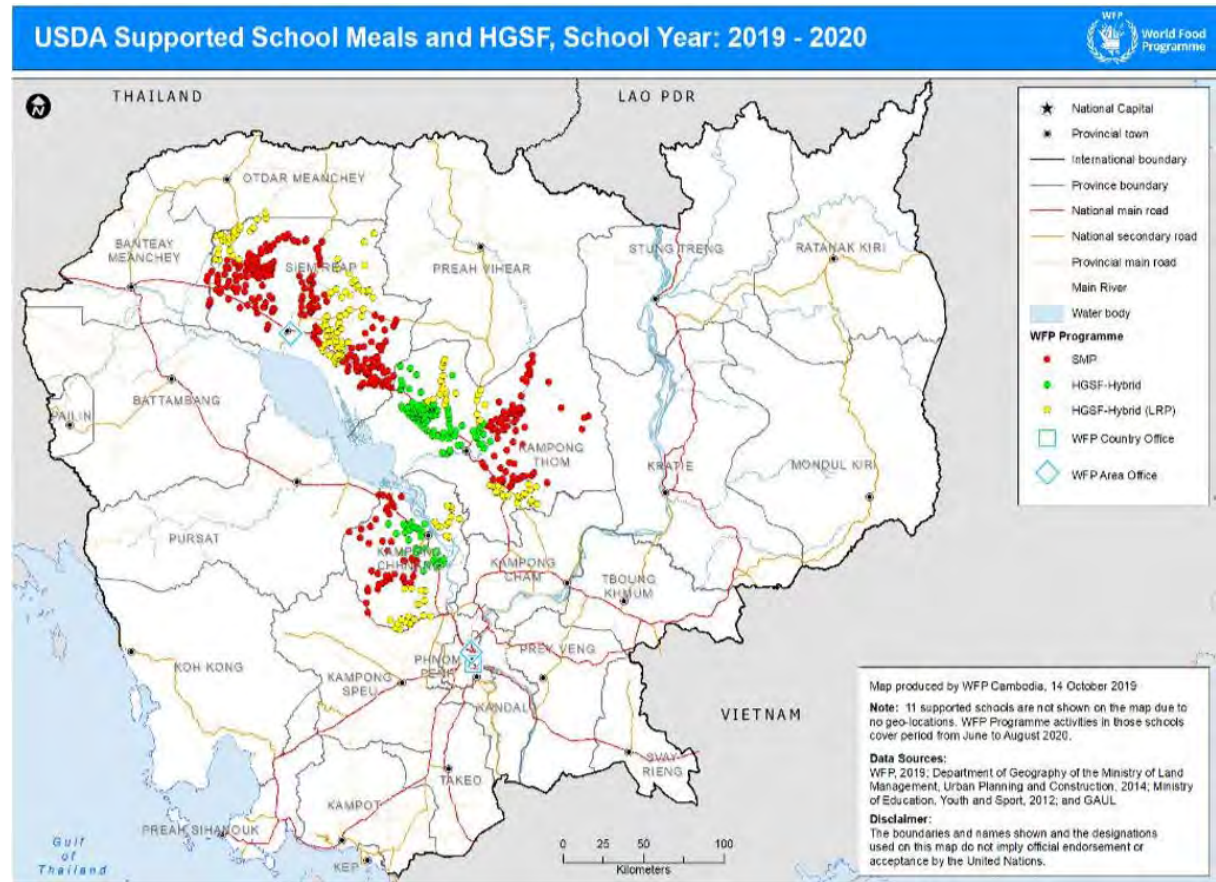 USDA Supported School Meals and HGSF, School Year: 2019 - 2020
WFP
World Food
Programme
THAILAND
LAO PDR
N
OTDAR MEANCHEY
BANTEAY
MEANCHEY
SIEM REAP
PREAH VIHEAR
STUNG TRENG
RATANAK KIRI
BATTAMBANG
PAILIN
KAMPONG
THOM
KRATIE
MONDUL KIRI
PURSAT
KAMPONG
CHHNANG
KAMPONG
CHAM
TBOUNG
KHMUM
KOH KONG
KAMPONG
SPEU
PHNOM
PENH
PREY VENG
KANDAL
VIETNAM
SVAY
RIENG
TAKEO
KAMPOT
PREAH SIHANOUK
KEP
Gulf
of
Thailand
0 25 50 100
Kilometers
National Capital
Provincial town
International boundary
Province boundary
National main road
National secondary road
Provincial main road
Main River
Water body
WFP Programme
SMP
HGSF-Hybrid
HGSF-Hybrid (LRP)
WFP Country Office
WFP Area Office
Map produced by WFP Cambodia, 14 October 2019
Note: 11 supported schools are not shown on the map due to
no geo-locations. WFP Programme activities in those schools
cover period from June to August 2020.
Data Sources:
WFP, 2019; Department of Geography of the Ministry of Land
Management, Urban Planning and Construction, 2014; Ministry
of Education, Youth and Sport, 2012; and GAUL
Disclaimer:
The boundaries and names shown and the designations
used on this map do not imply official endorsement or
acceptance by the United Nations.